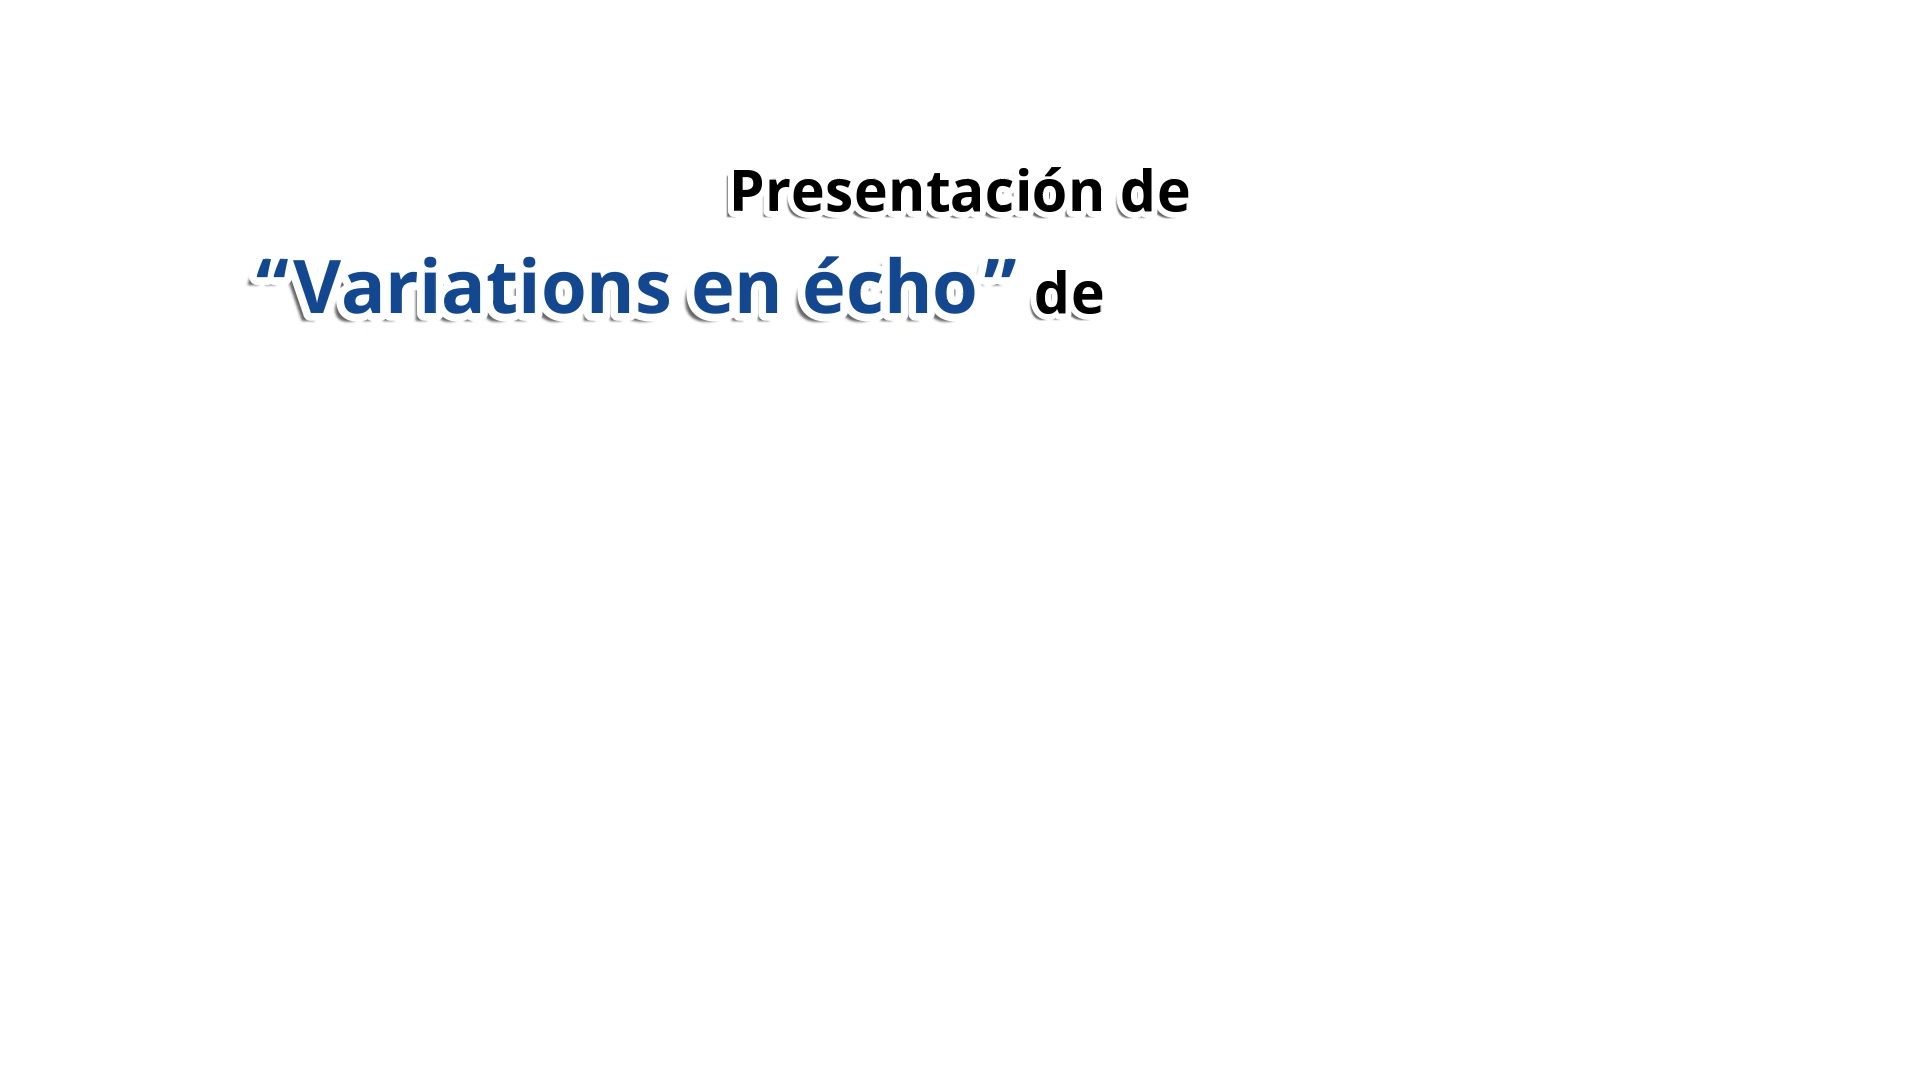 Presentación de
“Variations en écho” de